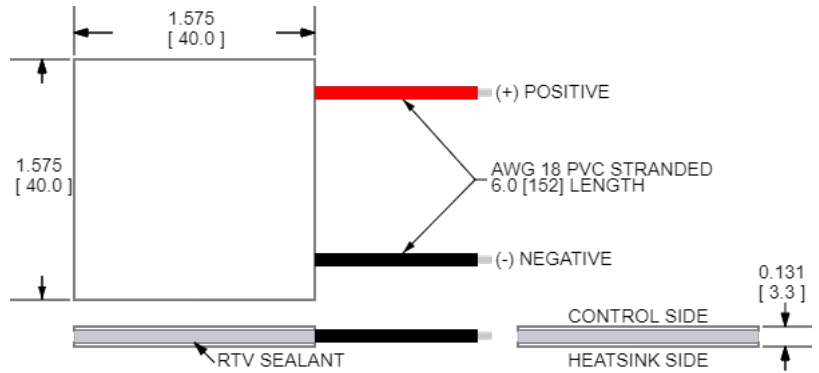 1.575
[ 40.0 ]
(+) POSITIVE
1.575
[ 40.0 ]
AWG 18 PVC STRANDED
6.0 [152] LENGTH
(-) NEGATIVE
0.131
[ 3.3 ]
CONTROL SIDE
RTV SEALANT
HEATSINK SIDE